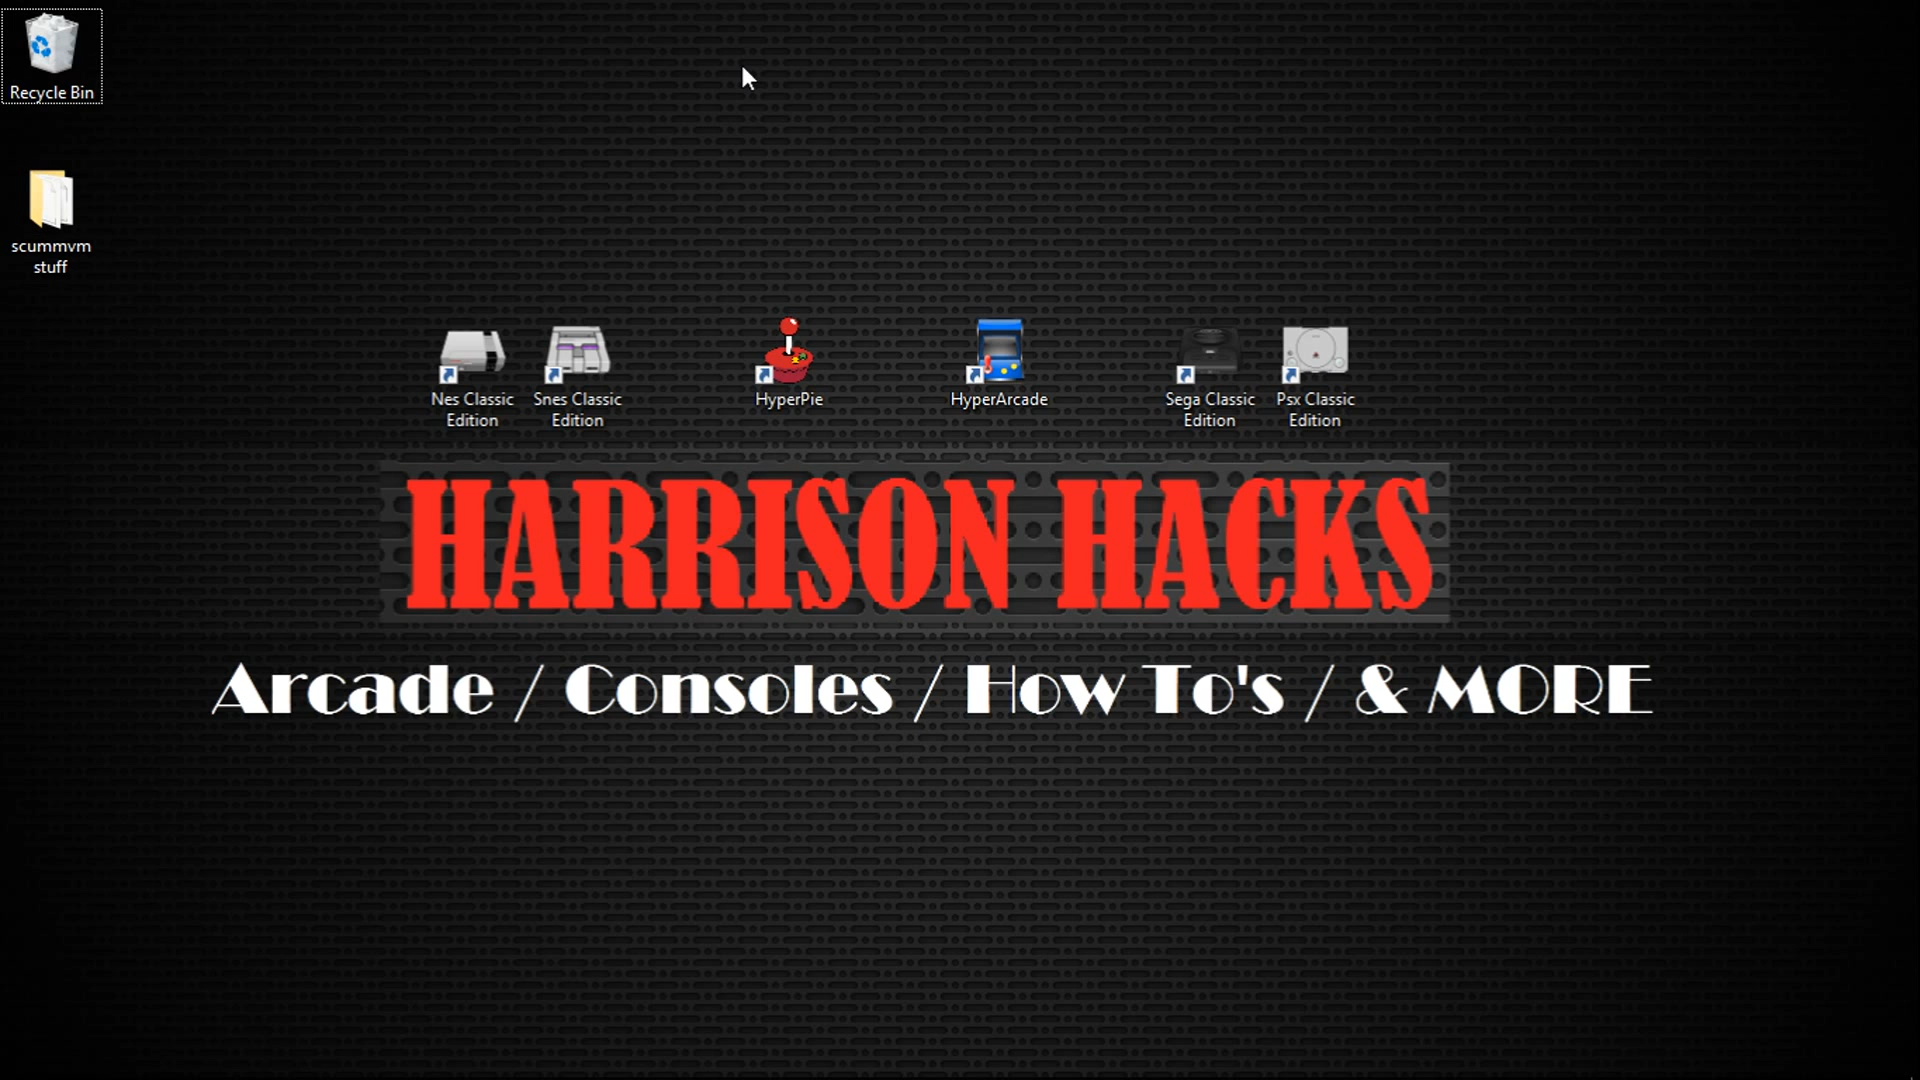 Recycle Bin
scummvm
stuff
Nes Classic
Edition
Snes Classic
Edition
HyperPie
HyperArcade
Sega Classic
Edition
Psx Classic
Edition
HARRISON HACKS
Arcade / Consoles / How To's / & MORE